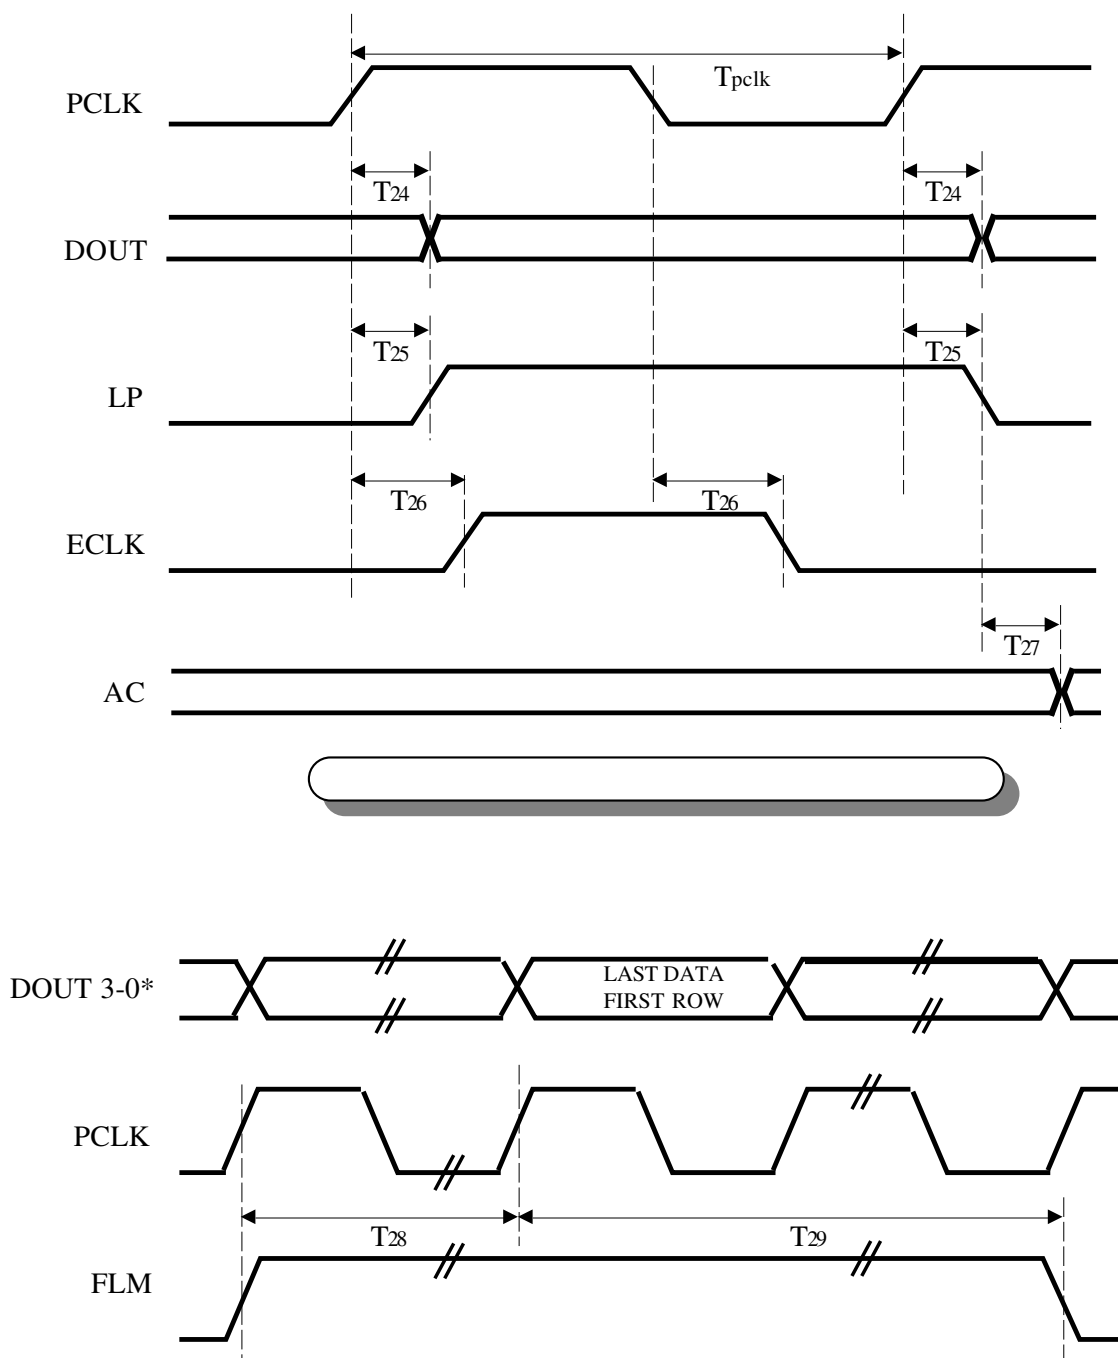 Tpclk
PCLK
T24 T24
DOUT
T25 T25
LP
T26 T26
ECLK
T27
AC
DOUT 3-0*
LAST DATA
FIRST ROW
PCLK
T28 T29
FLM